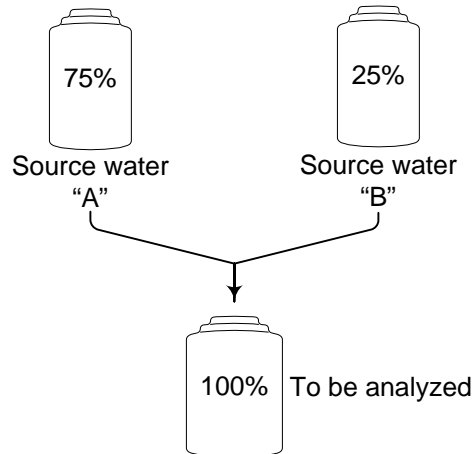 75%
25%
Source water
“A”
Source water
“B”
100%
To be analyzed